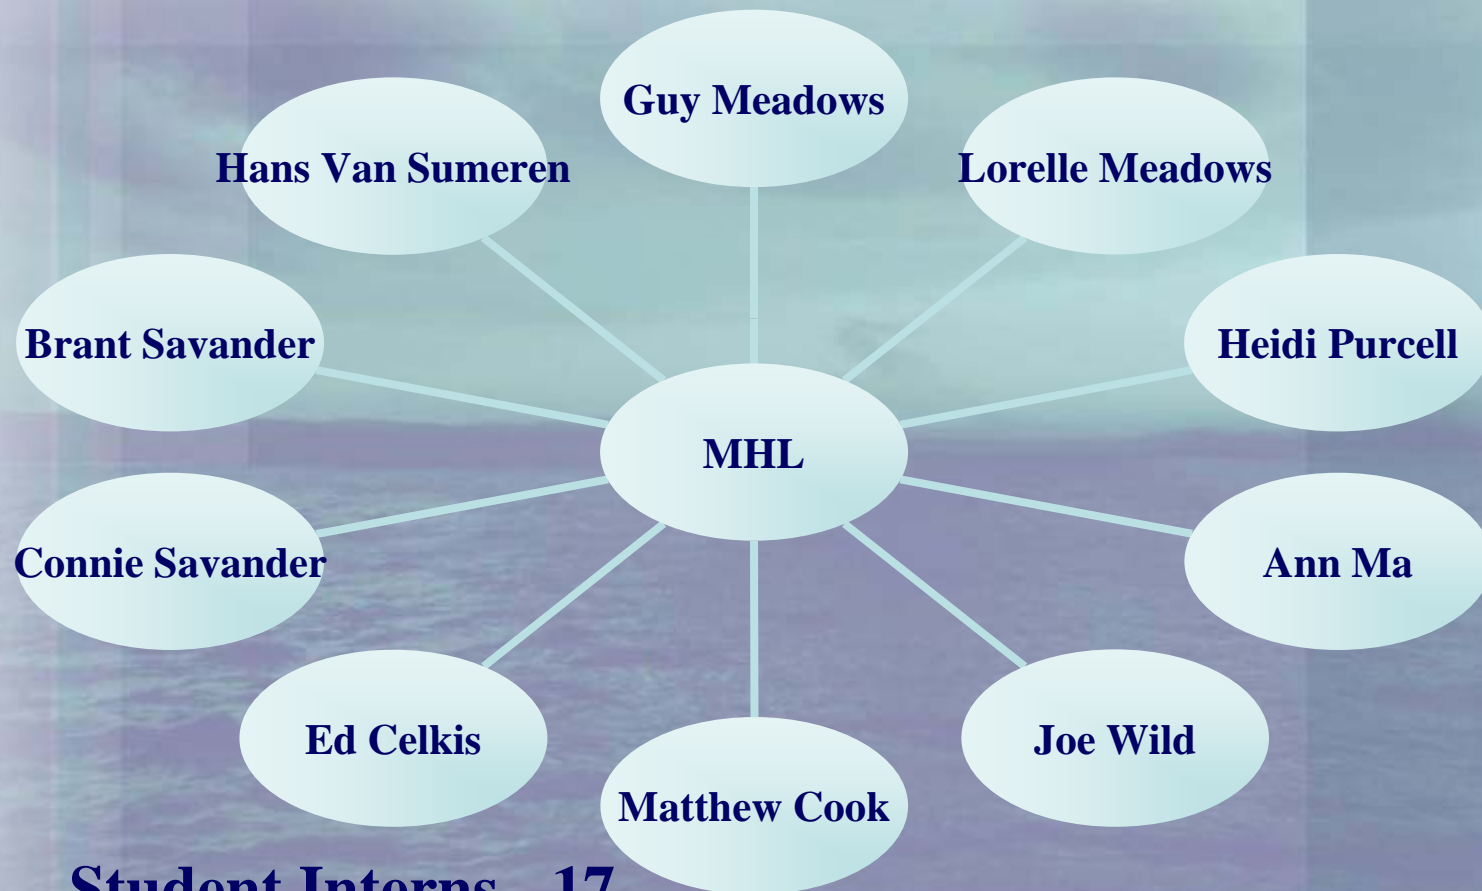 Guy Meadows
Hans Van Sumeren
Lorelle Meadows
Brant Savander
Heidi Purcell
MHL
Connie Savander
Ann Ma
Ed Celkis
Joe Wild
Matthew Cook
Student Interns - 17